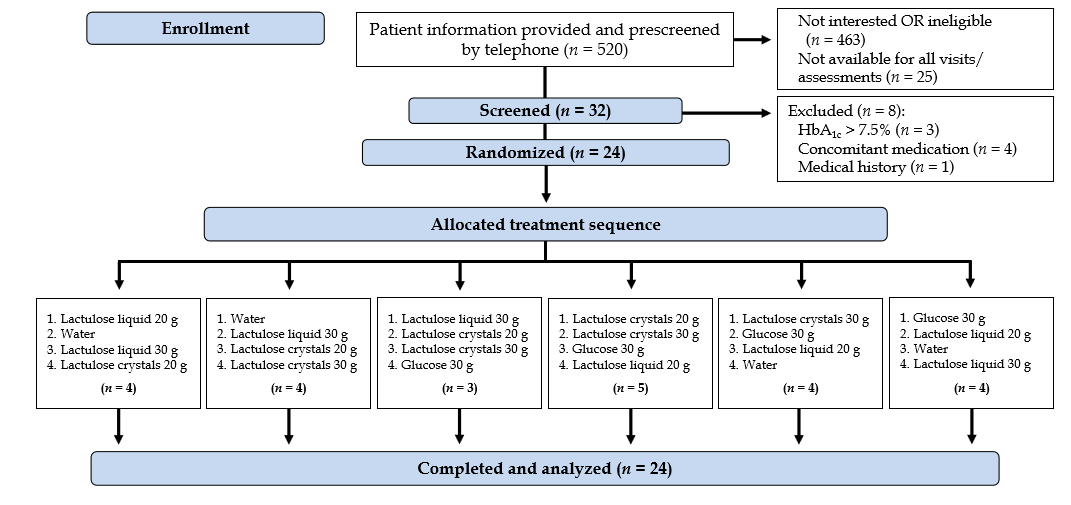 Enrollment
Patient information provided and prescreened
by telephone (n = 520)
Not interested OR ineligible
(n = 463)
Not available for all visits/
assessments (n = 25)
Screened (n = 32)
Excluded (n = 8):
HbA1c > 7.5% (n = 3)
Concomitant medication (n = 4)
Medical history (n = 1)
Randomized (n = 24)
Allocated treatment sequence
1. Lactulose liquid 20 g
2. Water
3. Lactulose liquid 30 g
4. Lactulose crystals 20 g
(n = 4)
1. Water
2. Lactulose liquid 30 g
3. Lactulose crystals 20 g
4. Lactulose crystals 30 g
(n = 4)
1. Lactulose liquid 30 g
2. Lactulose crystals 20 g
3. Lactulose crystals 30 g
4. Glucose 30 g
(n = 3)
1. Lactulose crystals 20 g
2. Lactulose crystals 30 g
3. Glucose 30 g
4. Lactulose liquid 20 g
(n = 5)
1. Lactulose crystals 30 g
2. Glucose 30 g
3. Lactulose liquid 20 g
4. Water
(n = 4)
1. Glucose 30 g
2. Lactulose liquid 20 g
3. Water
4. Lactulose liquid 30 g
(n = 4)
Completed and analyzed (n = 24)